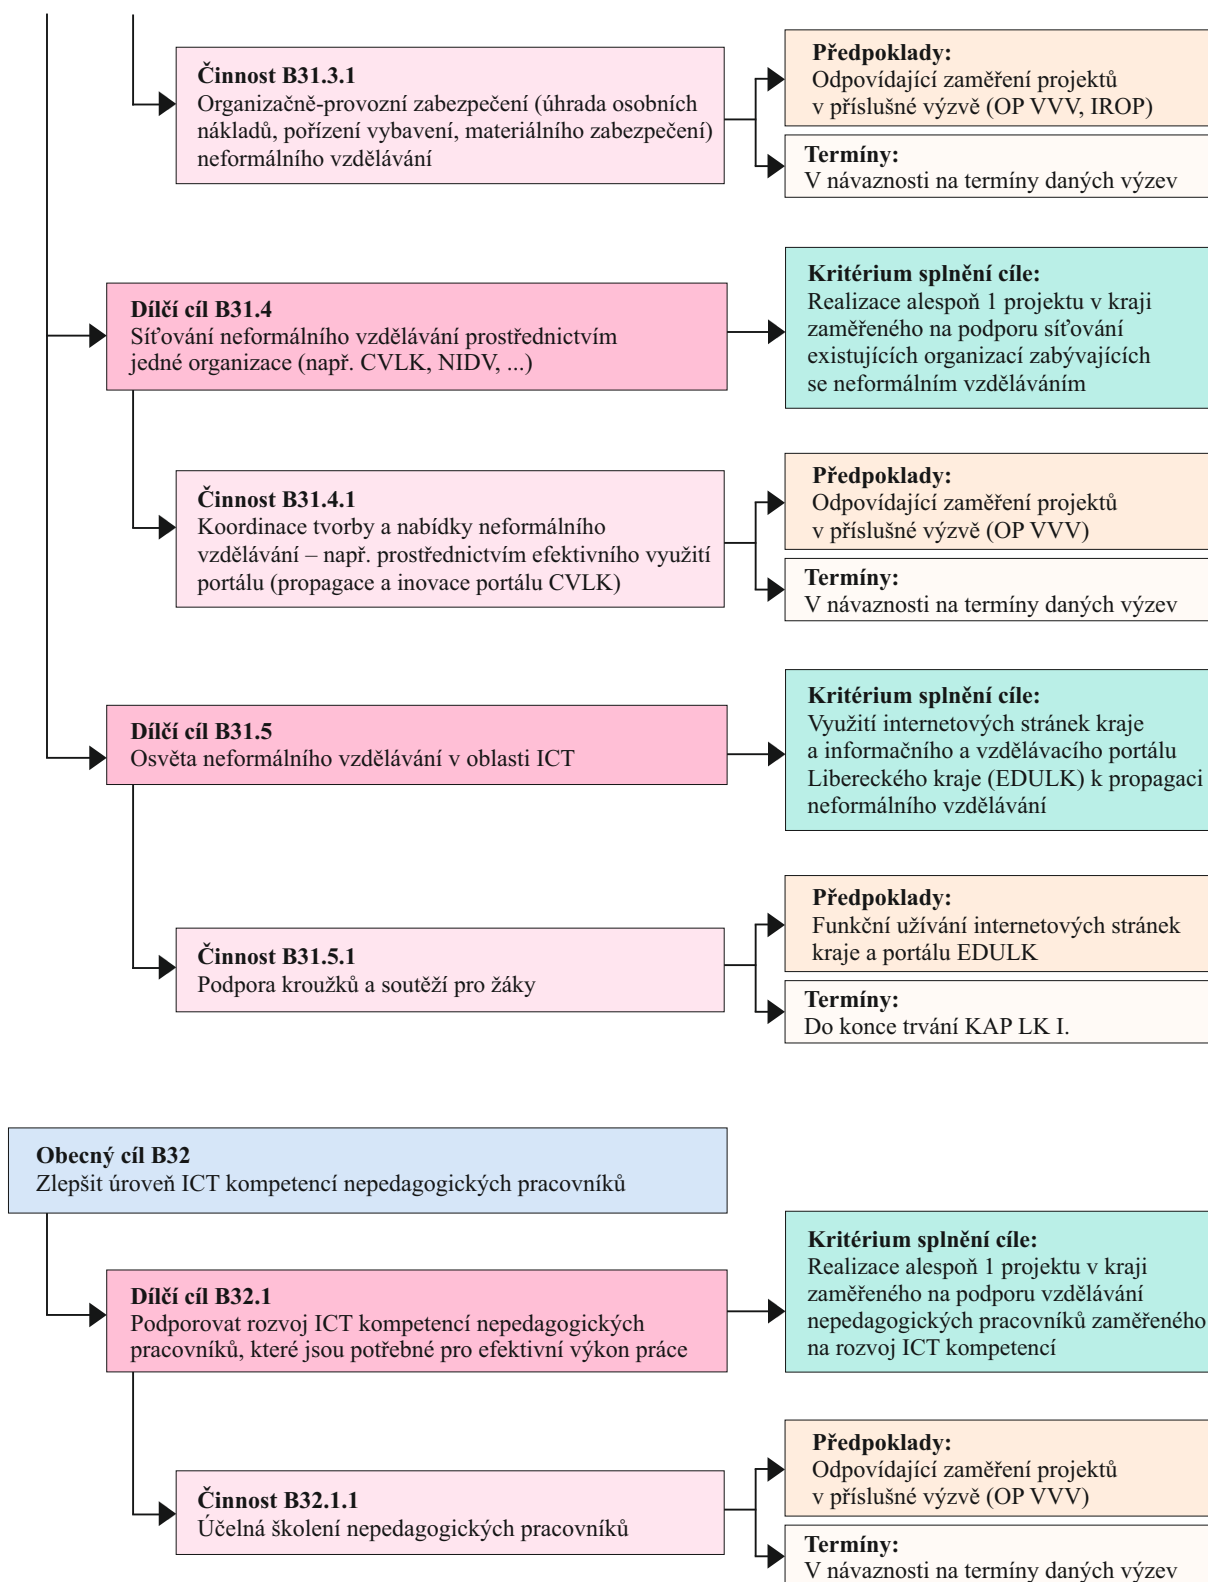 Činnost B31.3.1
Organizačně-provozní zabezpečení (úhrada osobních
nákladů, pořízení vybavení, materiálního zabezpečení)
neformálního vzdělávání
Předpoklady:
Odpovídající zaměření projektů
v příslušné výzvě (OP VVV, IROP)
Termíny:
V návaznosti na termíny daných výzev
Dílčí cíl B31.4
Síťování neformálního vzdělávání prostřednictvím
jedné organizace (např. CVLK, NIDV, ...)
Kritérium splnění cíle:
Realizace alespoň 1 projektu v kraji
zaměřeného na podporu síťování
existujících organizací zabývajících
se neformálním vzděláváním
Činnost B31.4.1
Koordinace tvorby a nabídky neformálního
vzdělávání – např. prostřednictvím efektivního využití
portálu (propagace a inovace portálu CVLK)
Předpoklady:
Odpovídající zaměření projektů
v příslušné výzvě (OP VVV)
Termíny:
V návaznosti na termíny daných výzev
Dílčí cíl B31.5
Osvěta neformálního vzdělávání v oblasti ICT
Kritérium splnění cíle:
Využití internetových stránek kraje
a informačního a vzdělávacího portálu
Libereckého kraje (EDULK) k propagaci
neformálního vzdělávání
Činnost B31.5.1
Podpora kroužků a soutěží pro žáky
Předpoklady:
Funkční užívání internetových stránek
kraje a portálu EDULK
Termíny:
Do konce trvání KAP LK I.
Obecný cíl B32
Zlepšit úroveň ICT kompetencí nepedagogických pracovníků
Dílčí cíl B32.1
Podporovat rozvoj ICT kompetencí nepedagogických
pracovníků, které jsou potřebné pro efektivní výkon práce
Kritérium splnění cíle:
Realizace alespoň 1 projektu v kraji
zaměřeného na podporu vzdělávání
nepedagogických pracovníků zaměřeného
na rozvoj ICT kompetencí
Činnost B32.1.1
Účelná školení nepedagogických pracovníků
Předpoklady:
Odpovídající zaměření projektů
v příslušné výzvě (OP VVV)
Termíny:
V návaznosti na termíny daných výzev